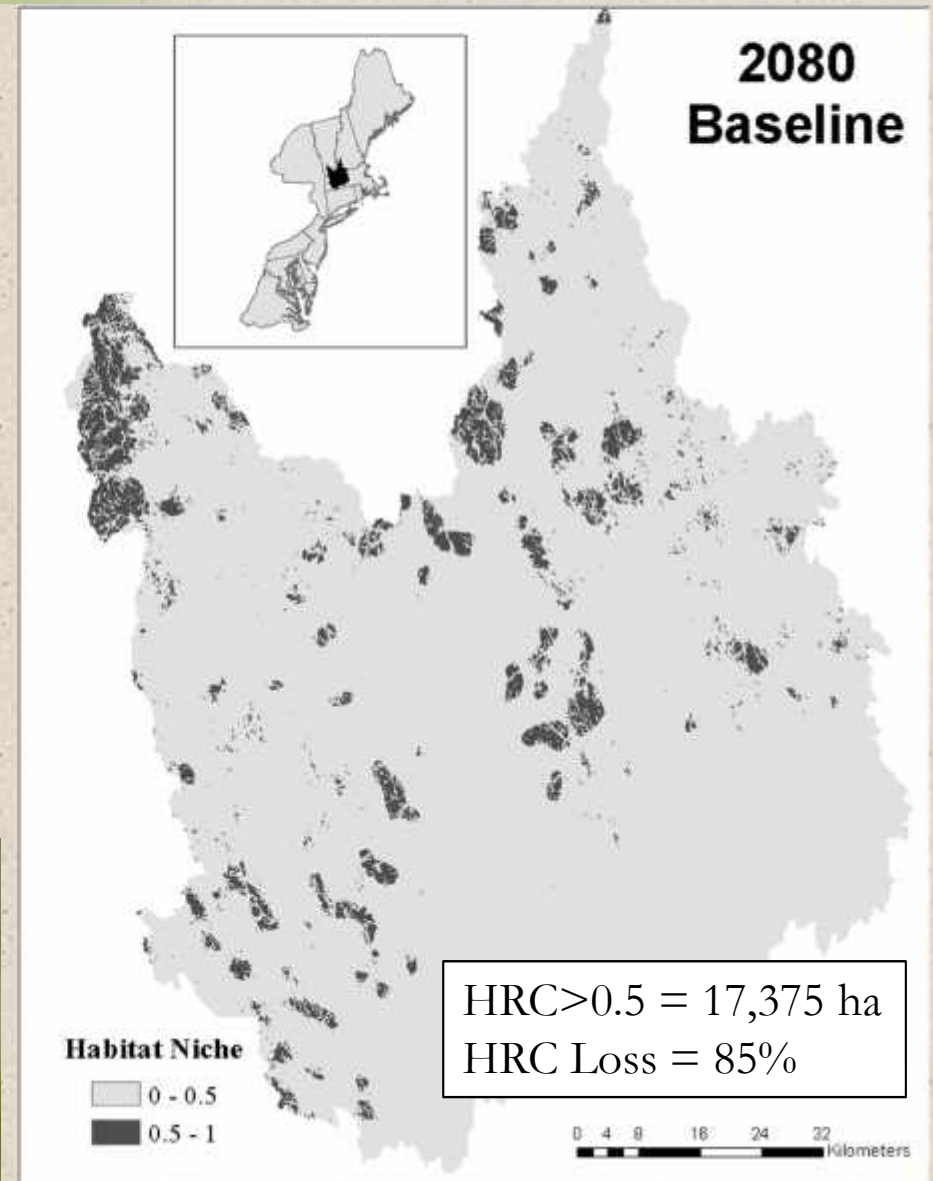 2080
Baseline
HRC>0.5 = 17,375 ha
HRC Loss = 85%
Habitat Niche
0 - 0.5
0.5 - 1
0 4 8 16 24 32
Kilometers